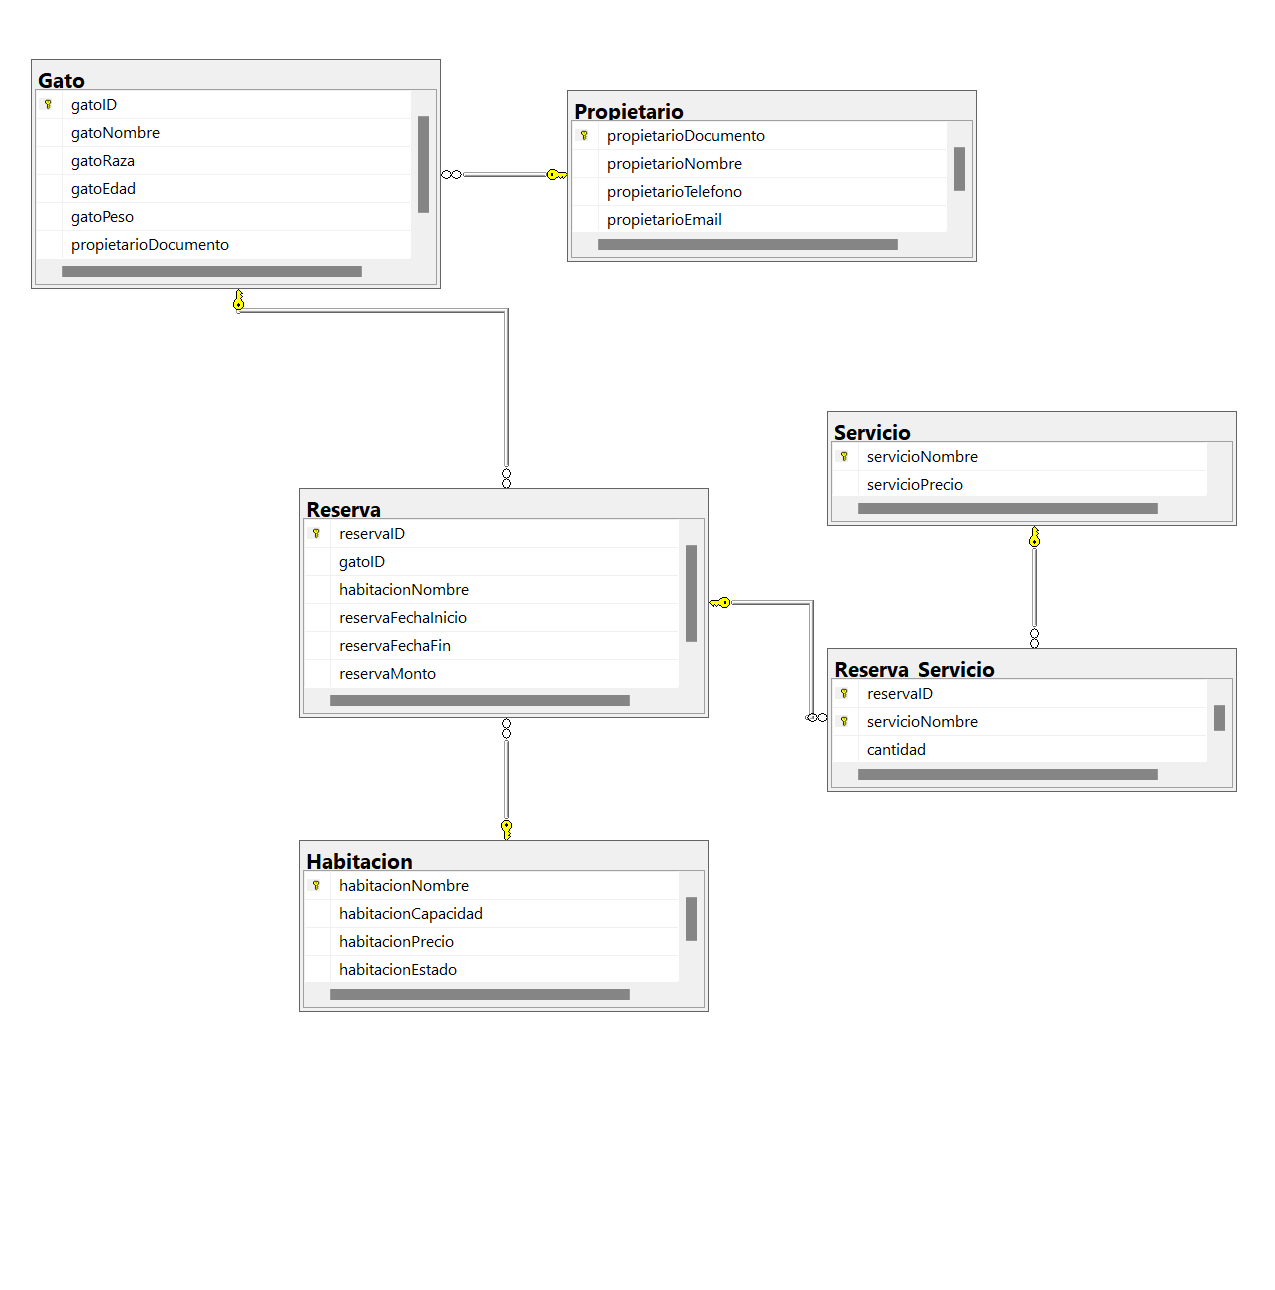 Gato
gatoID
gatoNombre
gatoRaza
gatoEdad
gatoPeso
propietarioDocumento
Propietario
propietarioDocumento
propietarioNombre
propietarioTelefono
propietarioEmail
Servicio
servicioNombre
servicioPrecio
Reserva
reservaID
gatoID
habitacionNombre
reservaFechaInicio
reservaFechaFin
reservaMonto
Reserva_Servicio
reservaID
servicioNombre
cantidad
Habitacion
habitacionNombre
habitacionCapacidad
habitacionPrecio
habitacionEstado